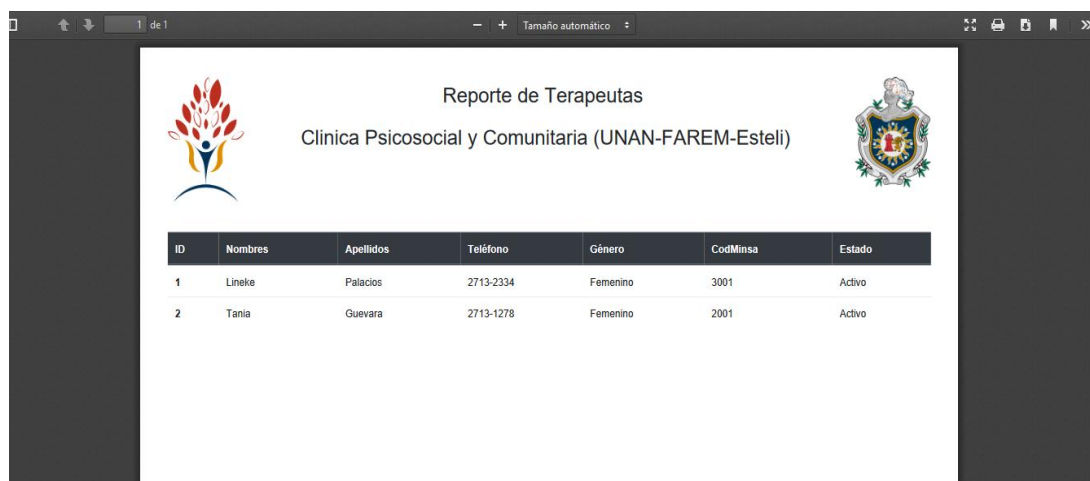 1 de 1 − + Tamaño automático
Reporte de Terapeutas
Clinica Psicosocial y Comunitaria (UNAN-FAREM-Esteli)
ID Nombres Apellidos Teléfono Género CodMinsa Estado
1 Lineke Palacios 2713-2334 Femenino 3001 Activo
2 Tania Guevara 2713-1278 Femenino 2001 Activo